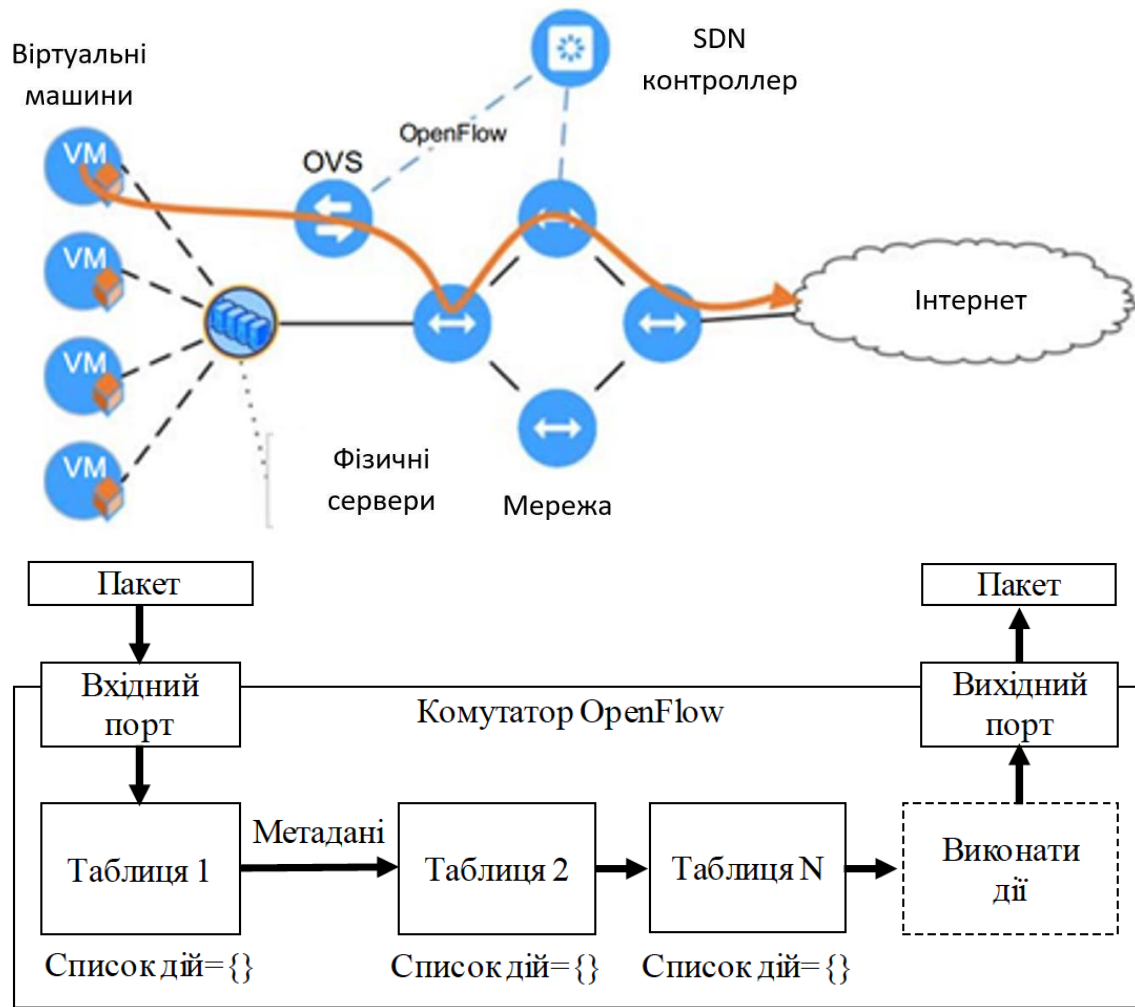 Віртуальні
машини
SDN
контроллер
OpenFlow
OVS
VM
VM
VM
VM
Інтернет
Фізичні
сервери
Мережа
Пакет
Пакет
Вхідний
порт
Комутатор OpenFlow
Вихідний
порт
Таблиця 1
Метадані
Таблиця 2
Таблиця N
Виконати
дії
Список дій={}
Список дій={}
Список дій={}